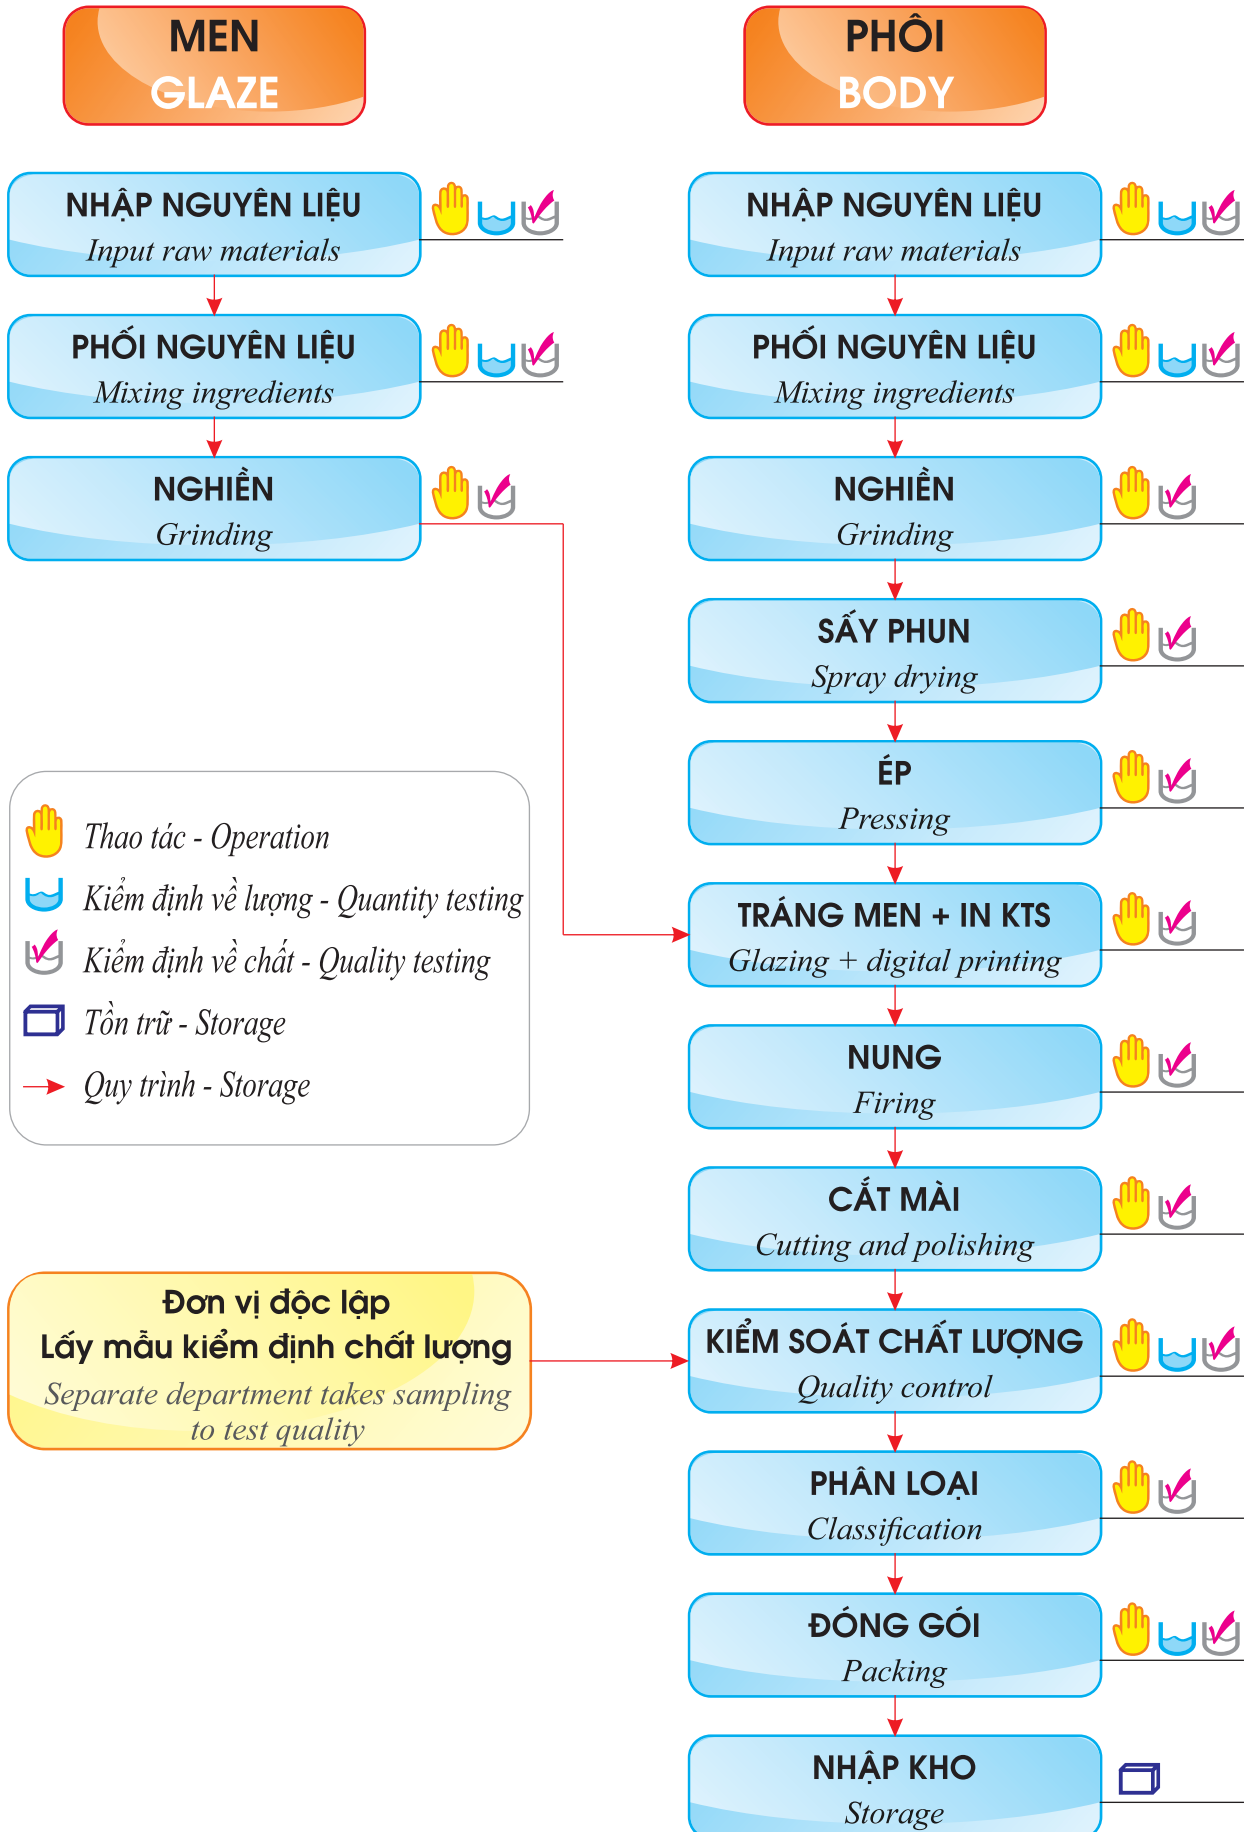 MEN
GLAZE
NHẬP NGUYÊN LIỆU
Input raw materials
PHỐI NGUYÊN LIỆU
Mixing ingredients
NGHIỀN
Grinding
Thao tác - Operation
Kiểm định về lượng - Quantity testing
Kiểm định về chất - Quality testing
Tồn trữ - Storage
Quy trình - Storage
Đơn vị độc lập
Lấy mẫu kiểm định chất lượng
Separate department takes sampling
to test quality
PHÔI
BODY
NHẬP NGUYÊN LIỆU
Input raw materials
PHỐI NGUYÊN LIỆU
Mixing ingredients
NGHIỀN
Grinding
SẤY PHUN
Spray drying
ÉP
Pressing
TRÁNG MEN + IN KTS
Glazing + digital printing
NUNG
Firing
CẮT MÀI
Cutting and polishing
KIỂM SOÁT CHẤT LƯỢNG
Quality control
PHÂN LOẠI
Classification
ĐÓNG GÓI
Packing
NHẬP KHO
Storage